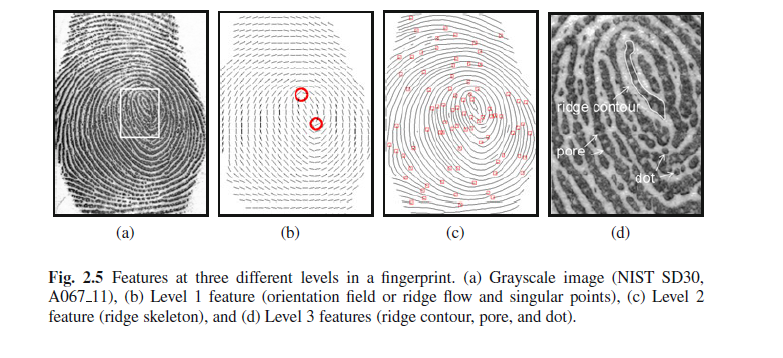 ridge contour
pore
dot
(a)
(b)
(c)
(d)
Fig. 2.5 Features at three different levels in a fingerprint. (a) Grayscale image (NIST SD30,
A067_11), (b) Level 1 feature (orientation field or ridge flow and singular points), (c) Level 2
feature (ridge skeleton), and (d) Level 3 features (ridge contour, pore, and dot).